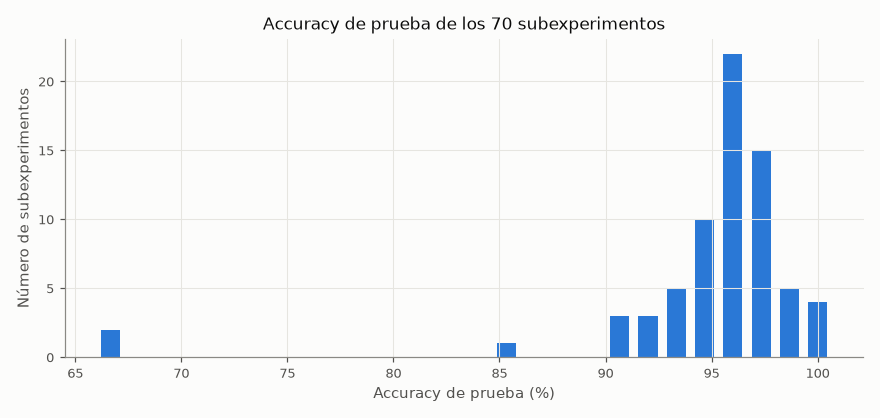 Accuracy de prueba de los 70 subexperimentos
Número de subexperimentos
20
15
10
5
0
65 70 75 80 85 90 95 100
Accuracy de prueba (%)